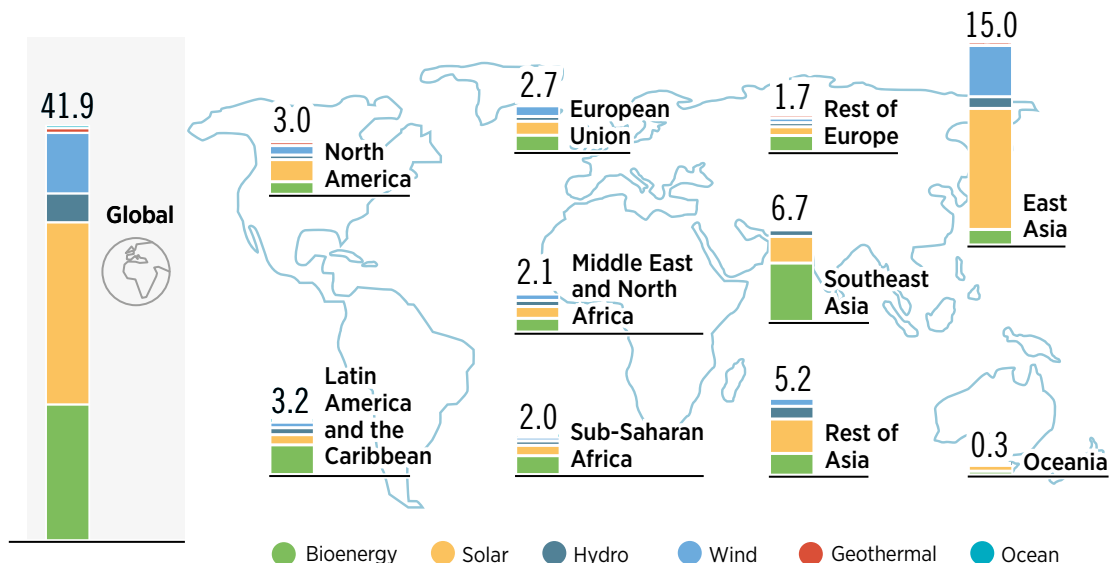 41.9
Global
3.0
North
America
2.7
European
Union
1.7
Rest of
Europe
15.0
East
Asia
2.1
Middle East
and North
Africa
6.7
Southeast
Asia
3.2
Latin
America
and the
Caribbean
2.0
Sub-Saharan
Africa
5.2
Rest of
Asia
0.3
Oceania
Bioenergy
Solar
Hydro
Wind
Geothermal
Ocean